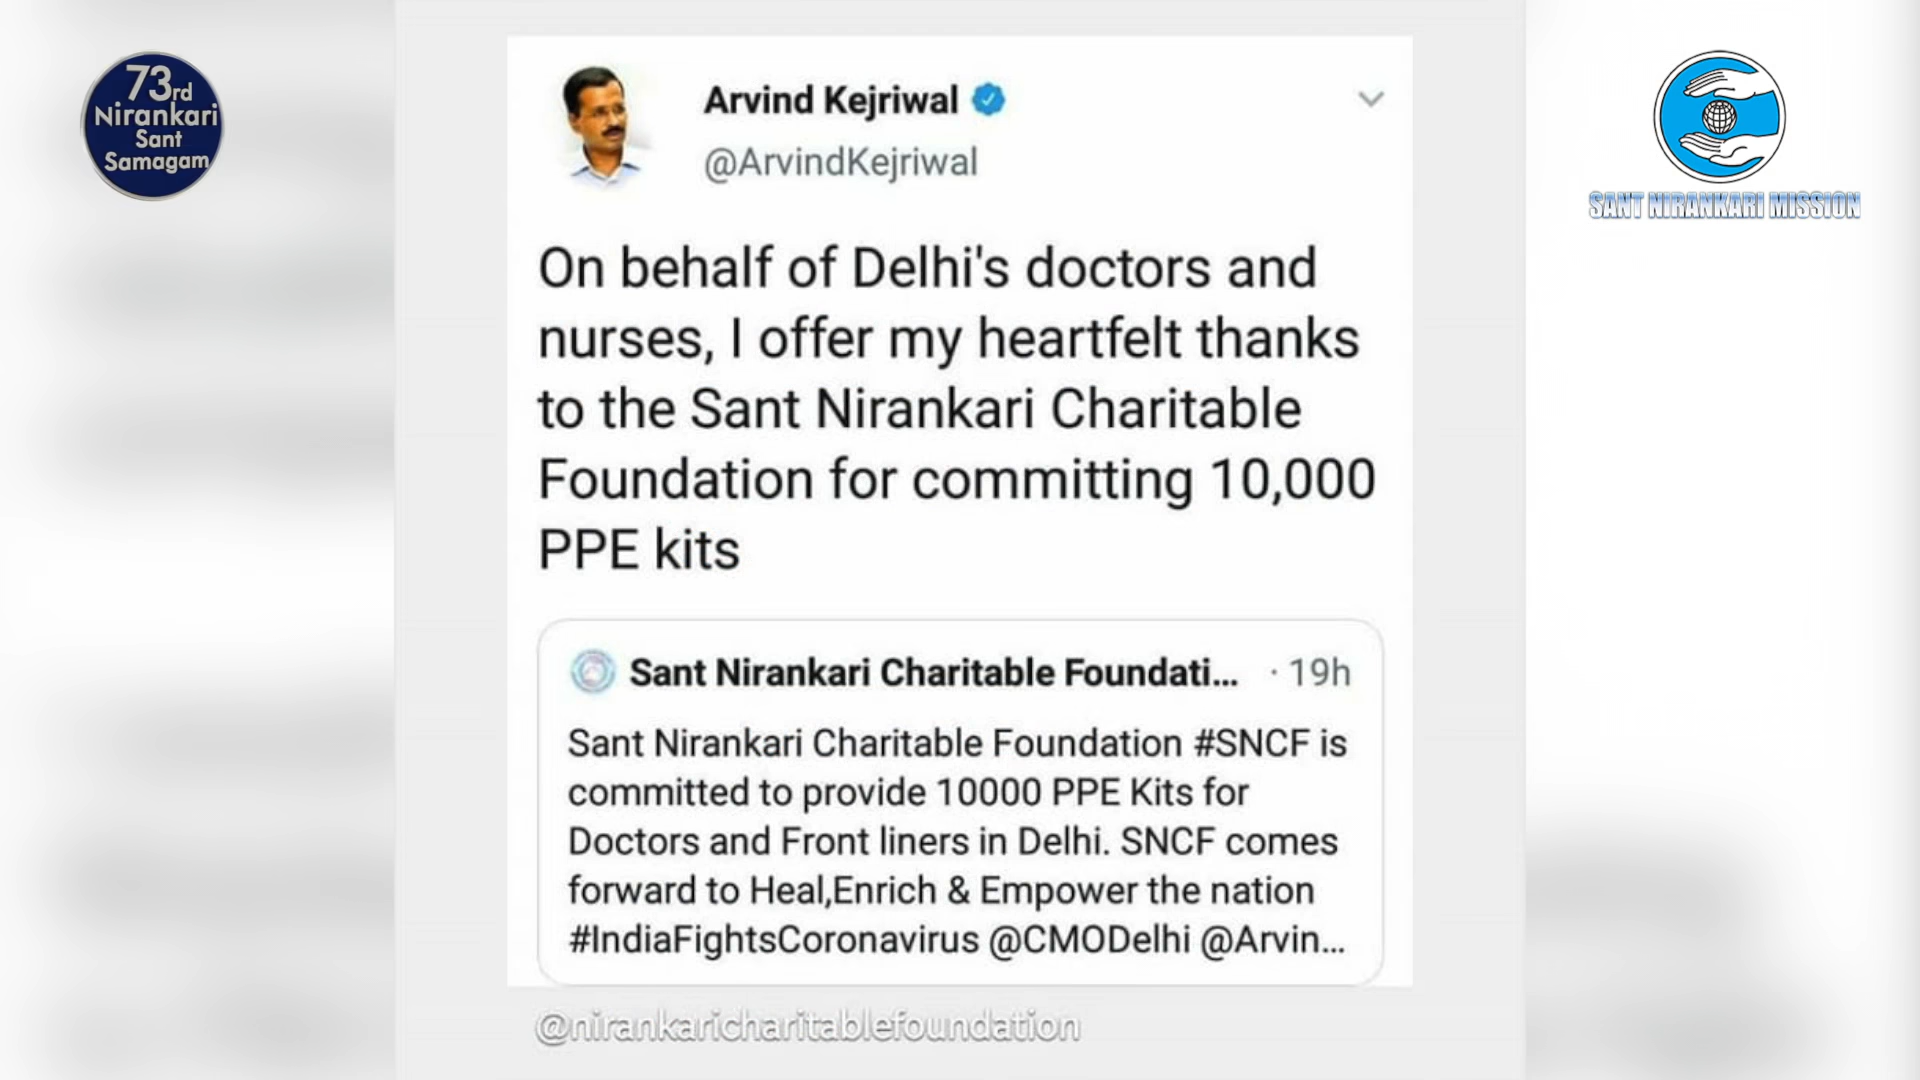 73rd
Nirankari
Sant
Samagam
SANT NIRANKARI MISSION
Arvind Kejriwal
@ArvindKejriwal
On behalf of Delhi's doctors and
nurses, I offer my heartfelt thanks
to the Sant Nirankari Charitable
Foundation for committing 10,000
PPE kits
Sant Nirankari Charitable Foundati... · 19h
Sant Nirankari Charitable Foundation #SNCF is
committed to provide 10000 PPE Kits for
Doctors and Front liners in Delhi. SNCF comes
forward to Heal,Enrich & Empower the nation
#IndiaFightsCoronavirus @CMODelhi @Arvin...
@nirankaricharitablefoundation